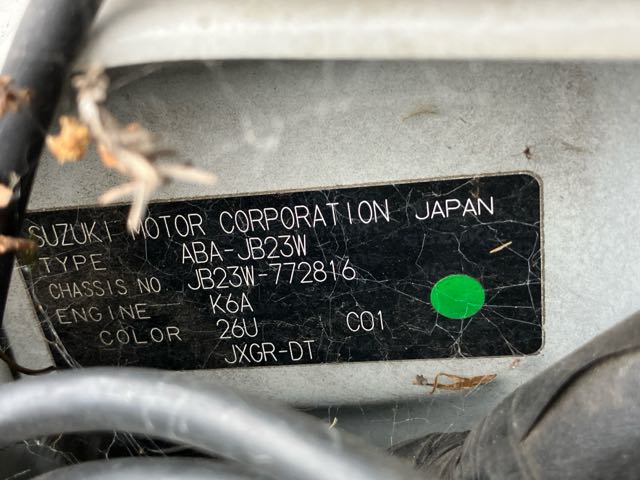 SUZUKI MOTOR CORPORATION JAPAN
TYPE ABA-JB23W
CHASSIS NO. JB23W-772816
ENGINE K6A
COLOR 26U C01
JXGR-DT